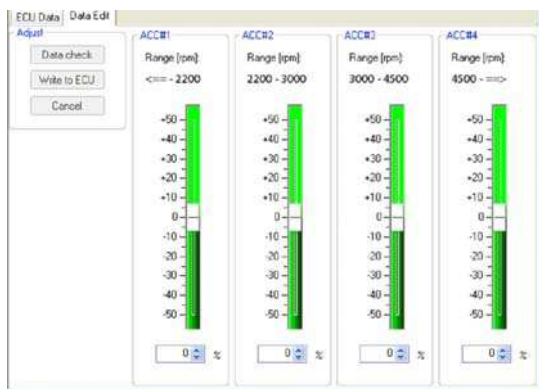 ECU Data Data Edit
Adjust
Data check
Write to ECU
Cancel
ACC#1
Range [rpm]:
<== - 2200
+50
+40
+30
+20
+10
0
-10
-20
-30
-40
-50
0 %
ACC#2
Range [rpm]:
2200 - 3000
+50
+40
+30
+20
+10
0
-10
-20
-30
-40
-50
0 %
ACC#3
Range [rpm]:
3000 - 4500
+50
+40
+30
+20
+10
0
-10
-20
-30
-40
-50
0 %
ACC#4
Range [rpm]:
4500 - ==>
+50
+40
+30
+20
+10
0
-10
-20
-30
-40
-50
0 %